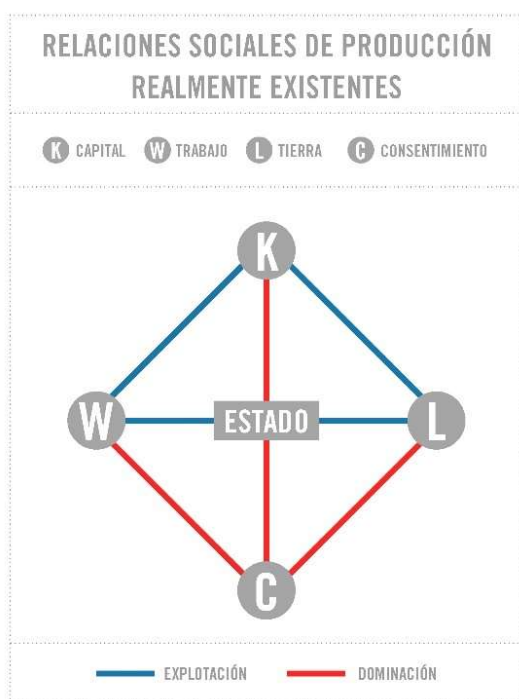 RELACIONES SOCIALES DE PRODUCCIÓN
REALMENTE EXISTENTES
K CAPITAL W TRABAJO L TIERRA C CONSENTIMIENTO
K
W ESTADO L
C
EXPLOTACIÓN DOMINACIÓN